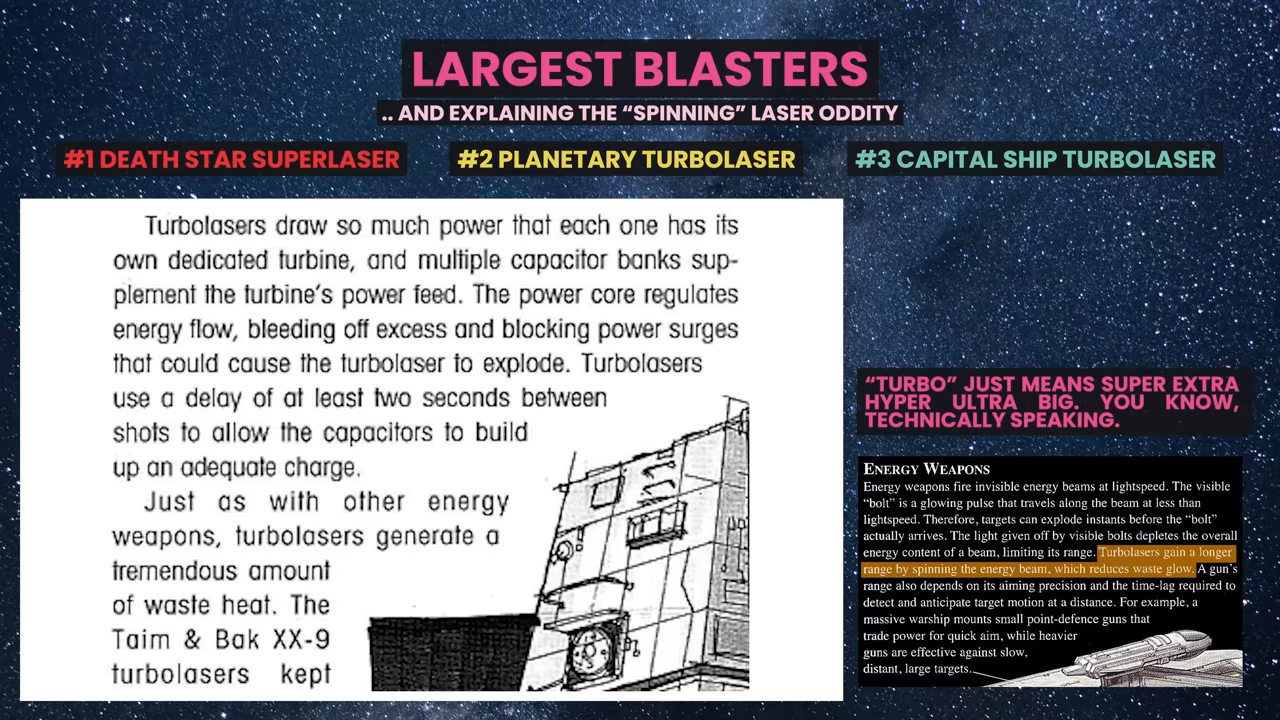 LARGEST BLASTERS
.. AND EXPLAINING THE “SPINNING” LASER ODDITY
#1 DEATH STAR SUPERLASER
#2 PLANETARY TURBOLASER
#3 CAPITAL SHIP TURBOLASER
Turbolasers draw so much power that each one has its
own dedicated turbine, and multiple capacitor banks sup-
plement the turbine’s power feed. The power core regulates
energy flow, bleeding off excess and blocking power surges
that could cause the turbolaser to explode. Turbolasers
use a delay of at least two seconds between
shots to allow the capacitors to build
up an adequate charge.
Just as with other energy
weapons, turbolasers generate a
tremendous amount
of waste heat. The
Taim & Bak XX-9
turbolasers kept
“TURBO” JUST MEANS SUPER EXTRA
HYPER ULTRA BIG. YOU KNOW,
TECHNICALLY SPEAKING.
ENERGY WEAPONS
Energy weapons fire invisible energy beams at lightspeed. The visible
“bolt” is a glowing pulse that travels along the beam at less than
lightspeed. Therefore, targets can explode instants before the “bolt”
actually arrives. The light given off by visible bolts depletes the overall
energy content of a beam, limiting its range. Turbolasers gain a longer
range by spinning the energy beam, which reduces waste glow. A gun’s
range also depends on its aiming precision and the time-lag required to
detect and anticipate target motion at a distance. For example, a
massive warship mounts small point-defence guns that
trade power for quick aim, while heavier
guns are effective against slow,
distant, large targets.